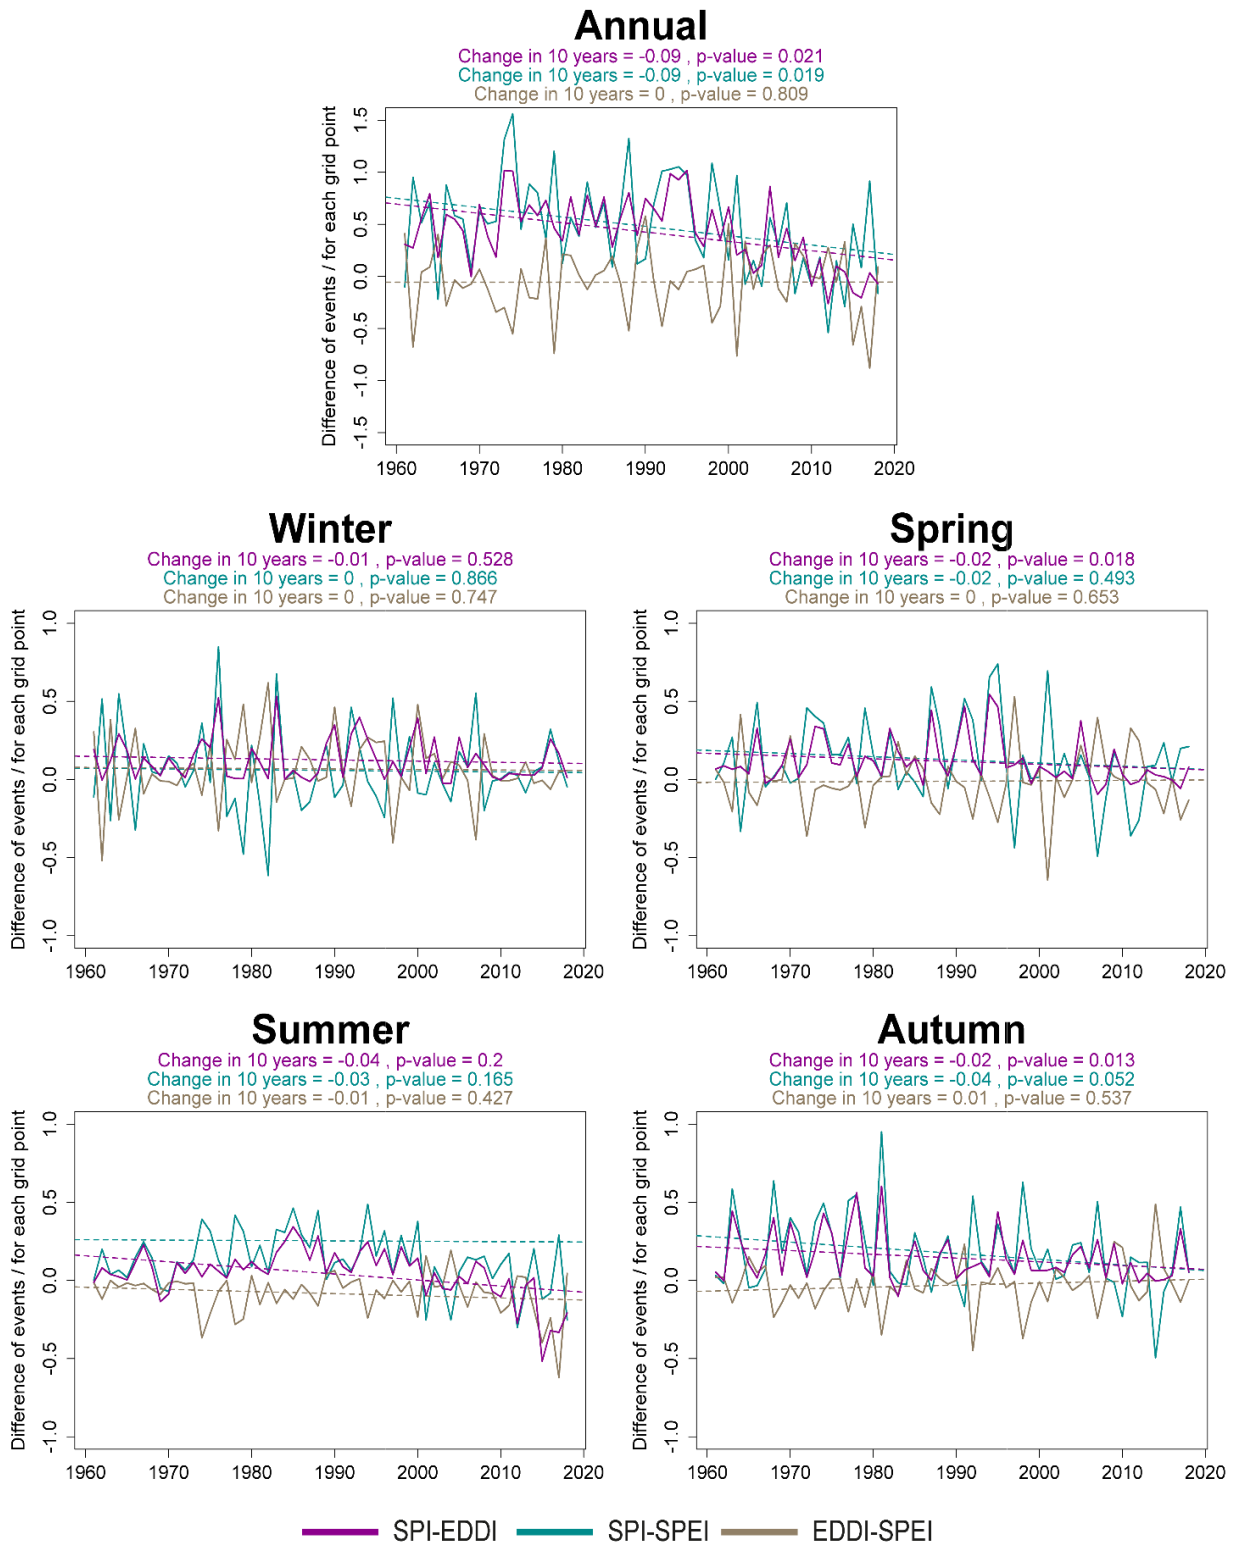 Annual
Change in 10 years = -0.09 , p-value = 0.021
Change in 10 years = -0.09 , p-value = 0.019
Change in 10 years = 0 , p-value = 0.809
Difference of events / for each grid point
1.5
1.0
0.5
0.0
-0.5
-1.0
-1.5
1960 1970 1980 1990 2000 2010 2020
Winter
Change in 10 years = -0.01 , p-value = 0.528
Change in 10 years = 0 , p-value = 0.866
Change in 10 years = 0 , p-value = 0.747
Difference of events / for each grid point
1.0
0.5
0.0
-0.5
-1.0
1960 1970 1980 1990 2000 2010 2020
Spring
Change in 10 years = -0.02 , p-value = 0.018
Change in 10 years = -0.02 , p-value = 0.493
Change in 10 years = 0 , p-value = 0.653
Difference of events / for each grid point
1.0
0.5
0.0
-0.5
-1.0
1960 1970 1980 1990 2000 2010 2020
Summer
Change in 10 years = -0.04 , p-value = 0.2
Change in 10 years = -0.03 , p-value = 0.165
Change in 10 years = -0.01 , p-value = 0.427
Difference of events / for each grid point
1.0
0.5
0.0
-0.5
-1.0
1960 1970 1980 1990 2000 2010 2020
Autumn
Change in 10 years = -0.02 , p-value = 0.013
Change in 10 years = -0.04 , p-value = 0.052
Change in 10 years = 0.01 , p-value = 0.537
Difference of events / for each grid point
1.0
0.5
0.0
-0.5
-1.0
1960 1970 1980 1990 2000 2010 2020
SPI-EDDI SPI-SPEI EDDI-SPEI